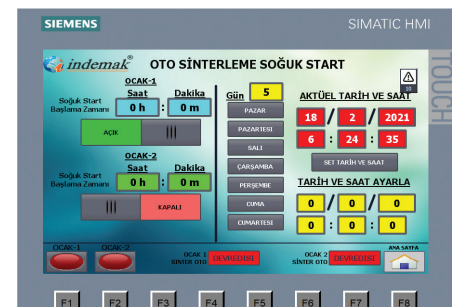 SIEMENS
SIMATIC HMI
TOUCH
indemak
OTO SİNTERLEME SOĞUK START
OCAK-1
Saat Dakika
Soğuk Start
Başlama Zamanı
0 h : 0 m
AÇIK
OCAK-2
Saat Dakika
Soğuk Start
Başlama Zamanı
0 h : 0 m
KAPALI
Gün 5
PAZAR
PAZARTESİ
SALI
ÇARŞAMBA
PERŞEMBE
CUMA
CUMARTESİ
AKTÜEL TARİH VE SAAT
10
18 / 2 / 2021
6 : 24 : 35
SET TARİH VE SAAT
TARİH VE SAAT AYARLA
0 / 0 / 0
0 : 0 : 0
OCAK-1
OCAK-2
OCAK 1
SİNTER OTO
DEVREDIŞI
OCAK 2
SİNTER OTO
DEVREDIŞI
ANA SAYFA
F1 F2 F3 F4 F5 F6 F7 F8